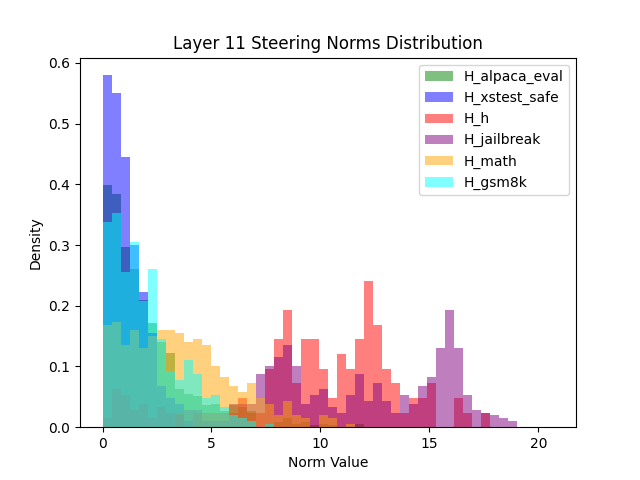 Layer 11 Steering Norms Distribution
H_alpaca_eval
H_xstest_safe
H_h
H_jailbreak
H_math
H_gsm8k
Density
0.6
0.5
0.4
0.3
0.2
0.1
0.0
0
5
10
15
20
Norm Value